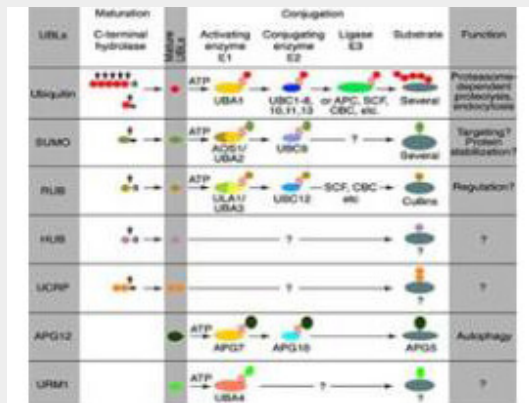 Maturation
Conjugation
UBLs
C-terminal
hydrolase
Mature
UBLs
Activating
enzyme
E1
Conjugating
enzyme
E2
Ligase
E3
Substrate
Function
Ubiquitin
ATP
UBA1
UBC1-8,
10,11,13
or APC, SCF,
CBC, etc.
Several
Proteasome-
dependent
proteolysis,
endocytosis
SUMO
ATP
AOS1/
UBA2
UBC9
?
Several
Targeting?
Protein
stabilization?
RUB
ATP
ULA1/
UBA3
UBC12
SCF, CBC
etc
Cullins
Regulation?
HUB
?
?
?
UCRP
?
?
?
APG12
ATP
APG7
APG10
APG5
Autophagy
URM1
ATP
UBA4
?
?
?